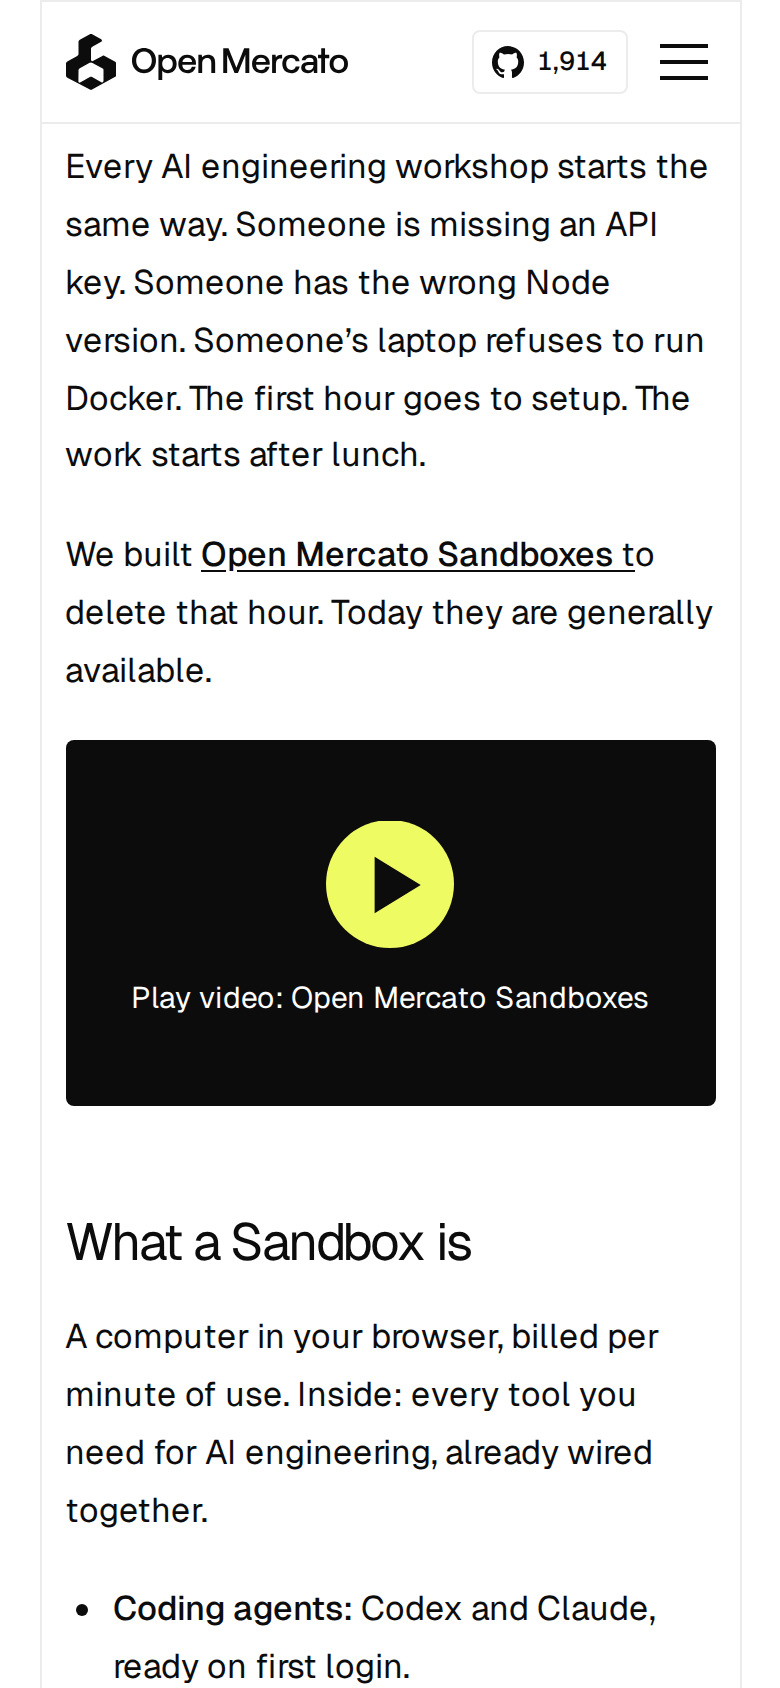 Open Mercato
1,914
Every AI engineering workshop starts the
same way. Someone is missing an API
key. Someone has the wrong Node
version. Someone’s laptop refuses to run
Docker. The first hour goes to setup. The
work starts after lunch.
We built Open Mercato Sandboxes to
delete that hour. Today they are generally
available.
Play video: Open Mercato Sandboxes
What a Sandbox is
A computer in your browser, billed per
minute of use. Inside: every tool you
need for AI engineering, already wired
together.
• Coding agents: Codex and Claude,
ready on first login.